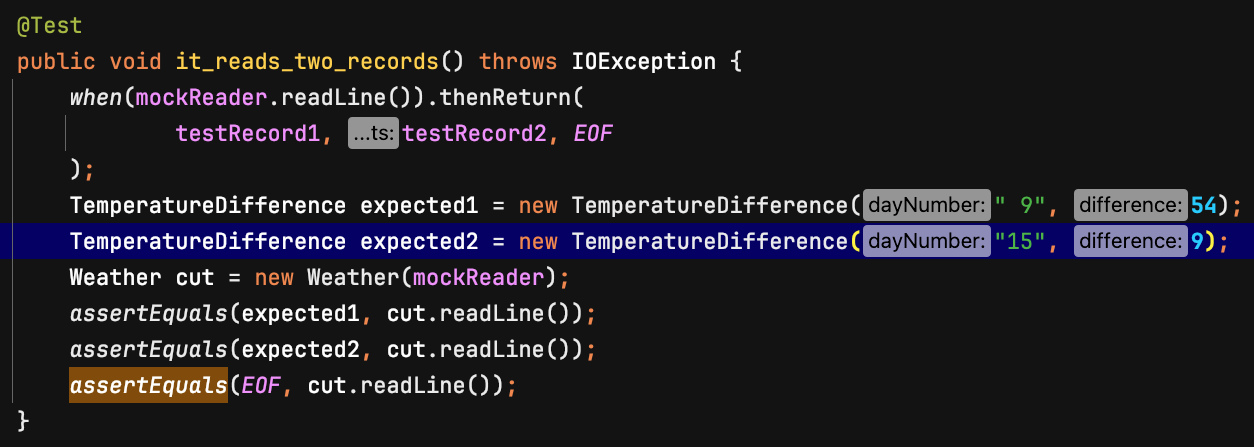 @Test
public void it_reads_two_records() throws IOException {
when(mockReader.readLine()).thenReturn(
testRecord1, ...ts: testRecord2, EOF
);
TemperatureDifference expected1 = new TemperatureDifference( dayNumber: " 9", difference: 54);
TemperatureDifference expected2 = new TemperatureDifference( dayNumber: "15", difference: 9);
Weather cut = new Weather(mockReader);
assertEquals(expected1, cut.readLine());
assertEquals(expected2, cut.readLine());
assertEquals(EOF, cut.readLine());
}